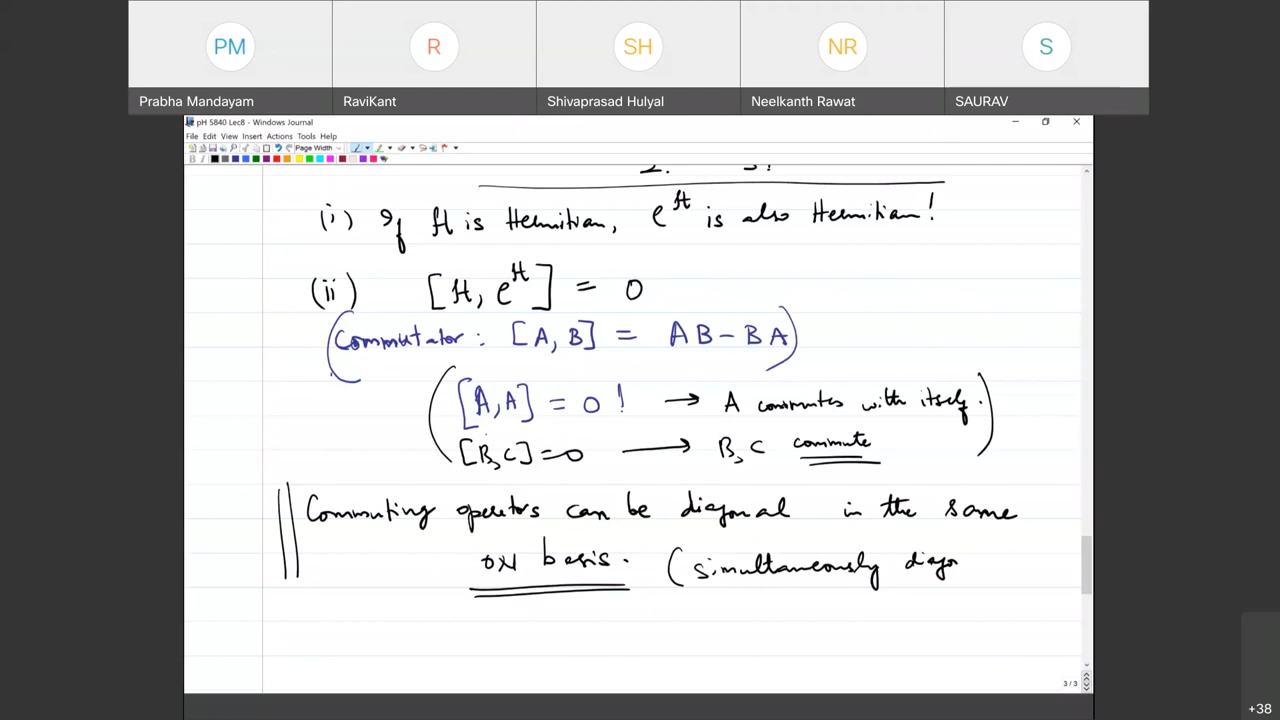 PM
R
SH
NR
S
Prabha Mandayam
RaviKant
Shivaprasad Hulyal
Neelkanth Rawat
SAURAV
pH 5840 Lec8 - Windows Journal
File Edit View Insert Actions Tools Help
Page Width
2. 3!
(i) If H is Hermitian, e^H is also Hermitian!
(ii) [H, e^H] = 0
(Commutator: [A, B] = AB - BA)
([A, A] = 0 ! → A commutes with itself.
[B, C] = 0 → B, C commute)
Commuting operators can be diagonal in the same
ON basis. (simultaneously diago
3 / 3
+38